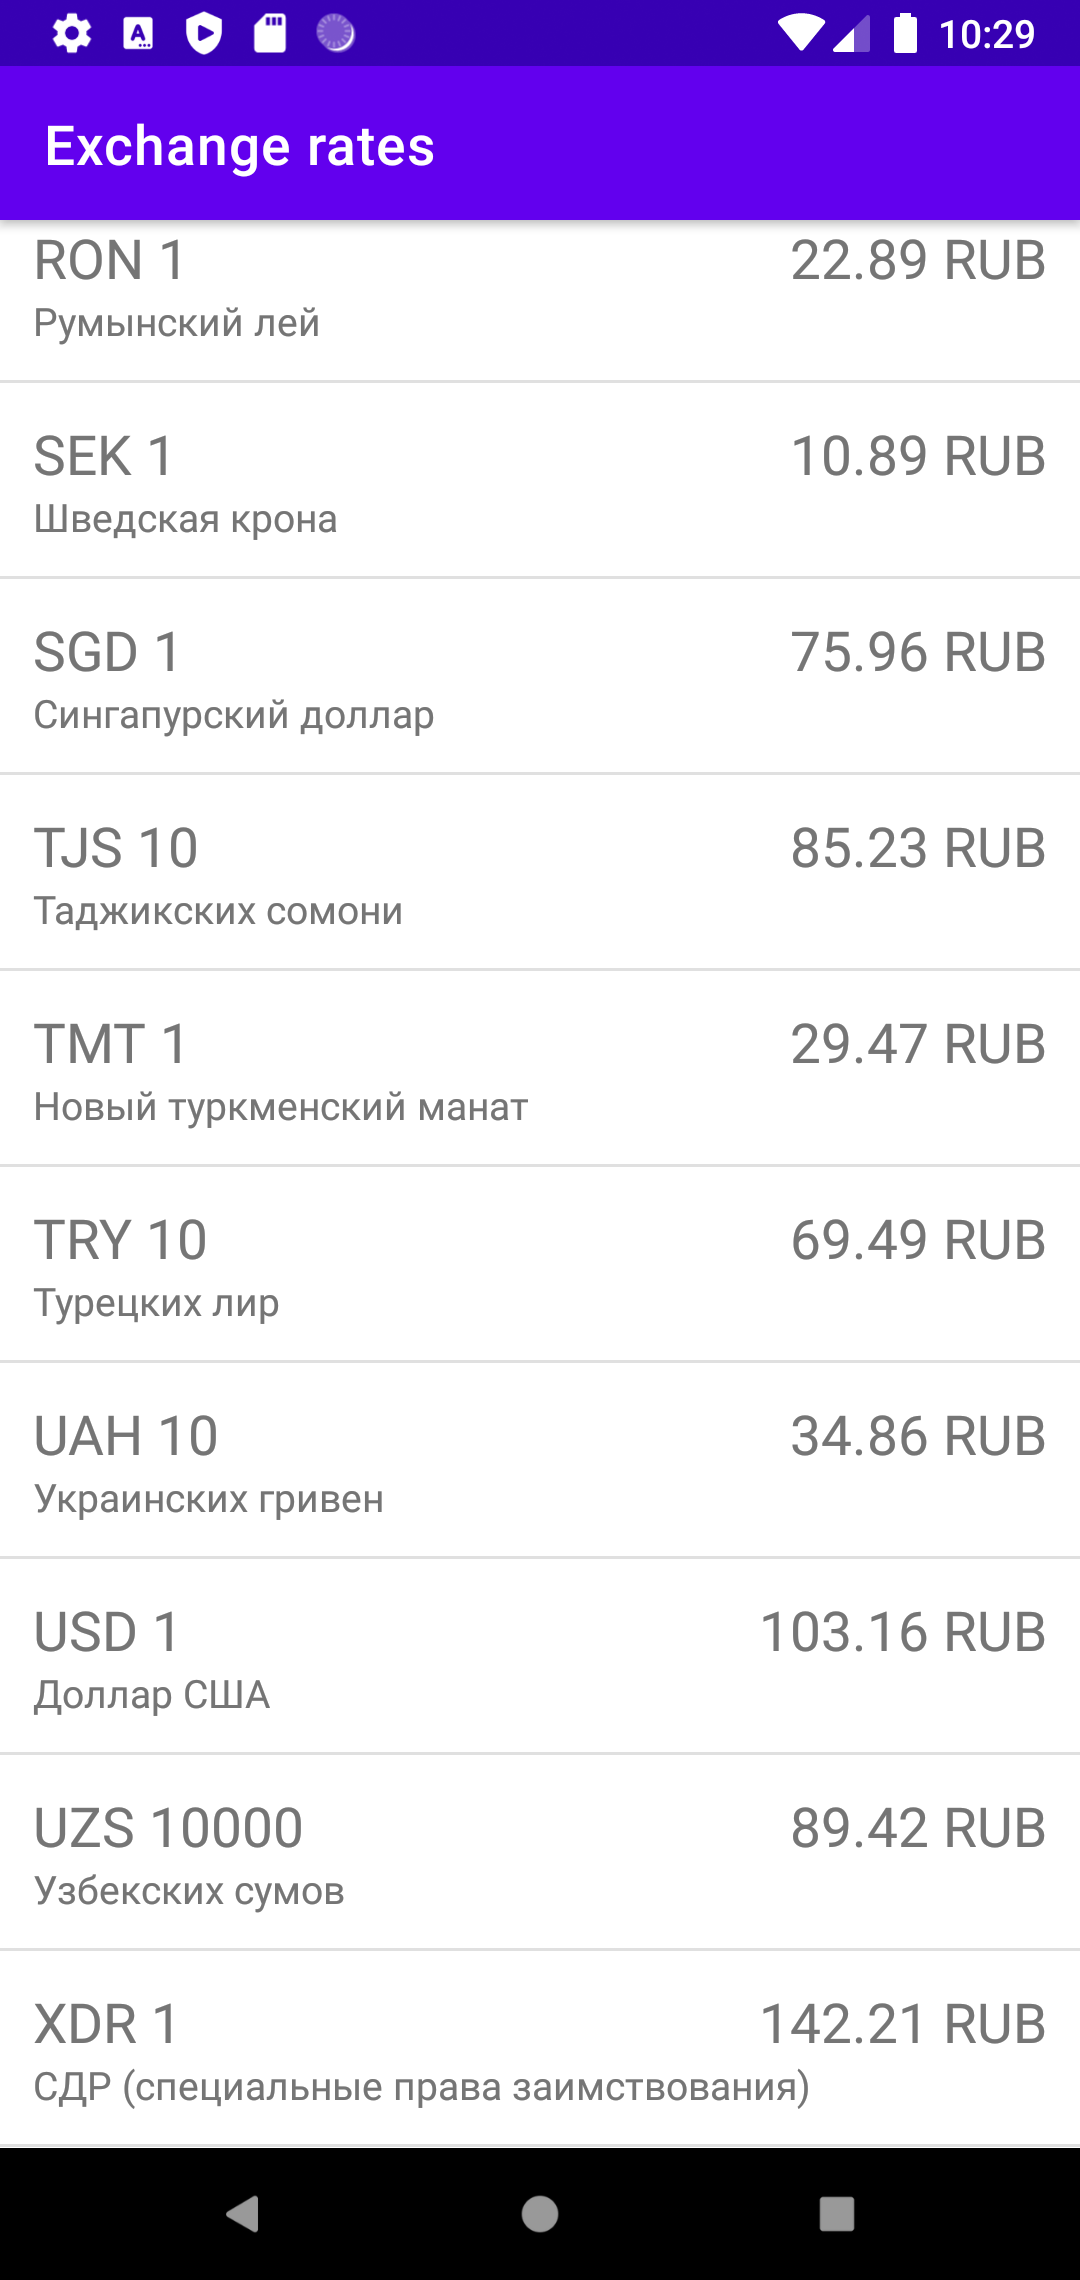 10:29
Exchange rates
RON 1 22.89 RUB
Румынский лей
SEK 1 10.89 RUB
Шведская крона
SGD 1 75.96 RUB
Сингапурский доллар
TJS 10 85.23 RUB
Таджикских сомони
TMT 1 29.47 RUB
Новый туркменский манат
TRY 10 69.49 RUB
Турецких лир
UAH 10 34.86 RUB
Украинских гривен
USD 1 103.16 RUB
Доллар США
UZS 10000 89.42 RUB
Узбекских сумов
XDR 1 142.21 RUB
СДР (специальные права заимствования)